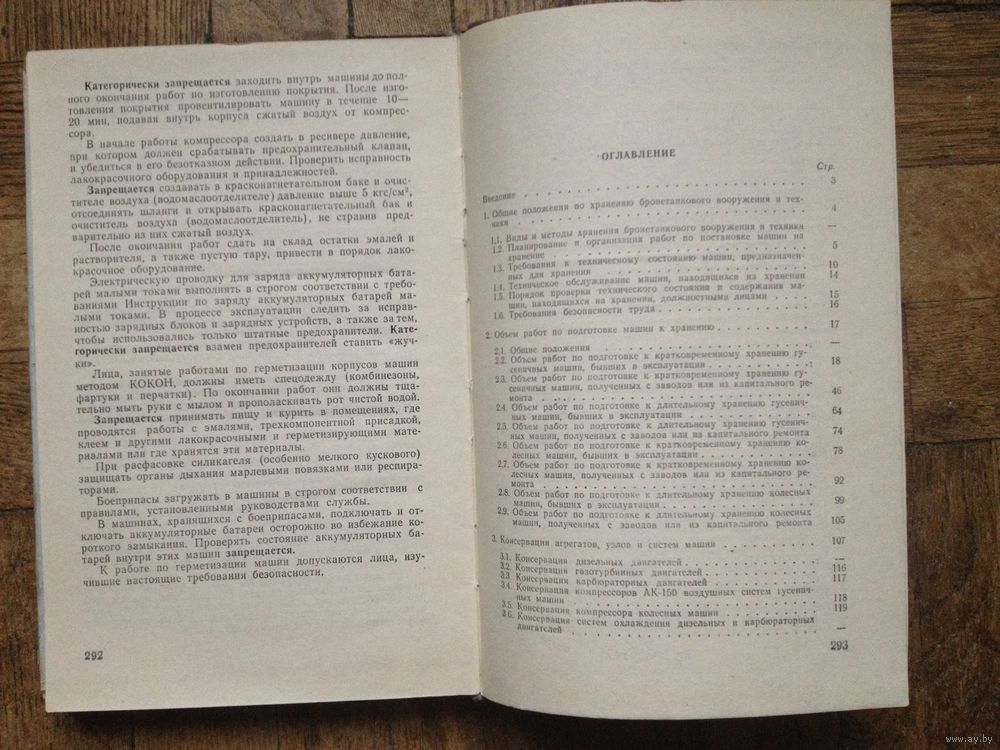 Категорически запрещается заходить внутрь машины до пол-
ного окончания работ по изготовлению покрытия. После изго-
товления покрытия провентилировать машину в течение 10—
20 мин, подавая внутрь корпуса сжатый воздух от компрес-
сора.
В начале работы компрессора создать в ресивере давление,
при котором должен срабатывать предохранительный клапан,
и убедиться в его безотказном действии. Проверить исправность
лакокрасочного оборудования и принадлежностей.
Запрещается создавать в красконагнетательном баке и очис-
тителе воздуха (водомаслоотделителе) давление выше 5 кгс/см²,
отсоединять шланги и открывать красконагнетательный бак и
очиститель воздуха (водомаслоотделитель), не стравив пред-
варительно из них сжатый воздух.
После окончания работ сдать на склад остатки эмалей и
растворителя, а также пустую тару, привести в порядок лако-
красочное оборудование.
Электрическую проводку для заряда аккумуляторных бата-
рей малыми токами выполнять в строгом соответствии с требо-
ваниями Инструкции по заряду аккумуляторных батарей ма-
лыми токами. В процессе эксплуатации следить за исправ-
ностью зарядных блоков и зарядных устройств, а также за тем,
чтобы использовались только штатные предохранители. Кате-
горически запрещается взамен предохранителей ставить «жуч-
ки».
Лица, занятые работами по герметизации корпусов машин
методом КОКОН, должны иметь спецодежду (комбинезоны,
фартуки и перчатки). По окончании работ они должны тща-
тельно мыть руки с мылом и прополаскивать рот чистой водой.
Запрещается принимать пищу и курить в помещениях, где
проводятся работы с эмалями, трехкомпонентной присадкой,
клеем и другими лакокрасочными и герметизирующими мате-
риалами или где хранятся эти материалы.
При расфасовке силикагеля (особенно мелкого кускового)
защищать органы дыхания марлевыми повязками или респира-
торами.
Боеприпасы загружать в машины в строгом соответствии с
правилами, установленными руководствами службы.
В машинах, хранящихся с боеприпасами, подключать и от-
ключать аккумуляторные батареи осторожно во избежание ко-
роткого замыкания. Проверять состояние аккумуляторных ба-
тарей внутри этих машин запрещается.
К работе по герметизации машин допускаются лица, изу-
чившие настоящие требования безопасности.
292
ОГЛАВЛЕНИЕ
Стр.
Введение . . . 3
1. Общие положения по хранению бронетанкового вооружения и тех-
ники . . . 4
1.1. Виды и методы хранения бронетанкового вооружения и техники —
1.2. Планирование и организация работ по постановке машин на
хранение . . . 5
1.3. Требования к техническому состоянию машин, предназначен-
ных для хранения . . . 10
1.4. Техническое обслуживание машин, находящихся на хранении 14
1.5. Порядок проверки технического состояния и содержания ма-
шин, находящихся на хранении, должностными лицами . . . 15
1.6. Требования безопасности труда . . . 16
2. Объем работ по подготовке машин к хранению . . . 17
2.1. Общие положения . . . —
2.2. Объем работ по подготовке к кратковременному хранению гу-
сеничных машин, бывших в эксплуатации . . . 18
2.3. Объем работ по подготовке к кратковременному хранению гу-
сеничных машин, полученных с заводов или из капитального ре-
монта . . . 46
2.4. Объем работ по подготовке к длительному хранению гусенич-
ных машин, бывших в эксплуатации . . . 64
2.5. Объем работ по подготовке к длительному хранению гусенич-
ных машин, полученных с заводов или из капитального ремонта 74
2.6. Объем работ по подготовке к кратковременному хранению ко-
лесных машин, бывших в эксплуатации . . . 78
2.7. Объем работ по подготовке к кратковременному хранению ко-
лесных машин, полученных с заводов или из капитального ре-
монта . . . 92
2.8. Объем работ по подготовке к длительному хранению колесных
машин, бывших в эксплуатации . . . 99
2.9. Объем работ по подготовке к длительному хранению колесных
машин, полученных с заводов или из капитального ремонта 105
3. Консервация агрегатов, узлов и систем машин . . . 107
3.1. Консервация дизельных двигателей . . .
3.2. Консервация газотурбинных двигателей . . . 116
3.3. Консервация карбюраторных двигателей . . . 117
3.4. Консервация компрессоров АК-150 воздушных систем гусенич-
ных машин . . . 118
3.5. Консервация компрессора колесных машин . . . 119
3.6. Консервация систем охлаждения дизельных и карбюраторных
двигателей . . . —
293
www.ay.by